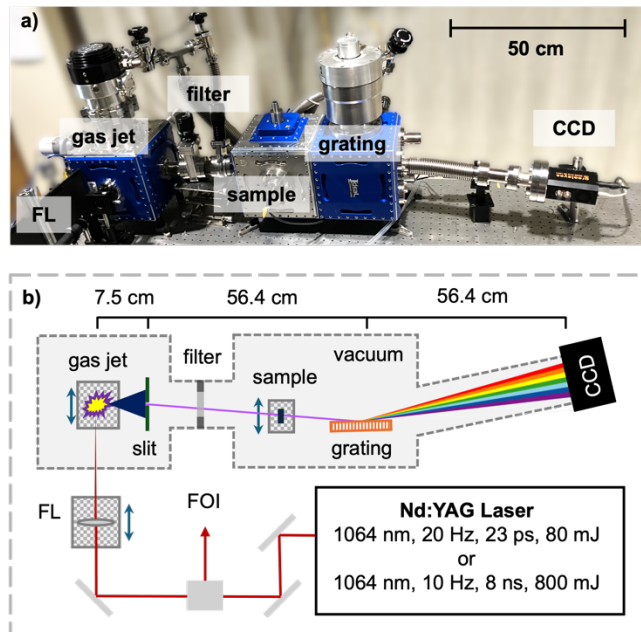 a)
50 cm
filter
gas jet
grating
CCD
sample
FL
b)
7.5 cm
56.4 cm
56.4 cm
gas jet
filter
vacuum
sample
CCD
slit
grating
FL
FOI
Nd:YAG Laser
1064 nm, 20 Hz, 23 ps, 80 mJ
or
1064 nm, 10 Hz, 8 ns, 800 mJ